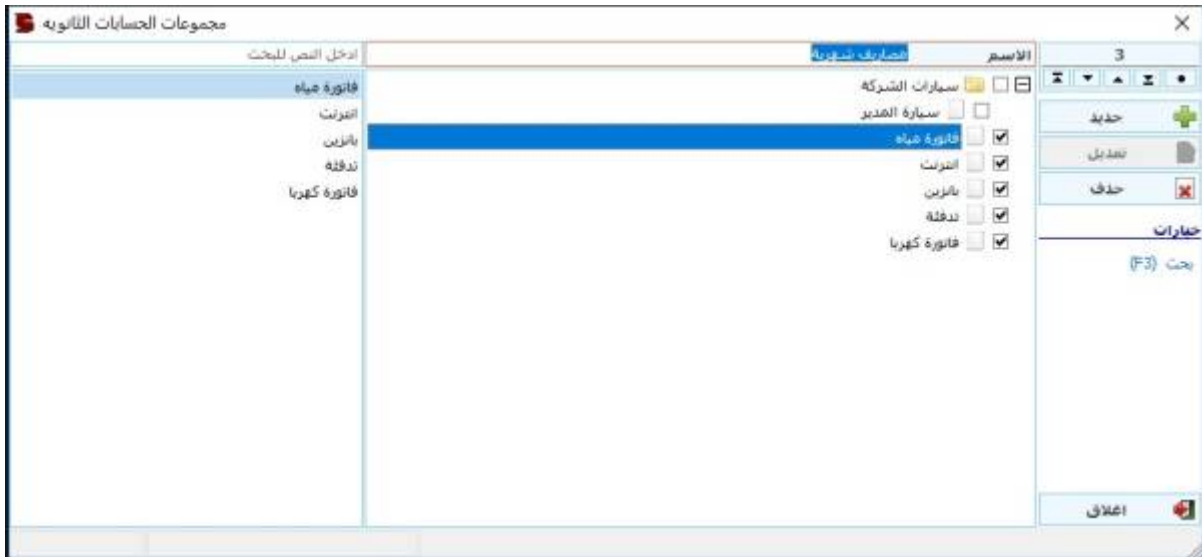 مجموعات الحسابات الثانويه
3
الاسم مصاريف شهرية
ادخل النص للبحث
جديد
تعديل
حذف
خيارات
بحث (F3)
اغلاق
سيارات الشركة
سيارة المدير
فاتورة مياه
انترنت
بانزين
تدفئة
فاتورة كهربا
فاتورة مياه
انترنت
بانزين
تدفئة
فاتورة كهربا